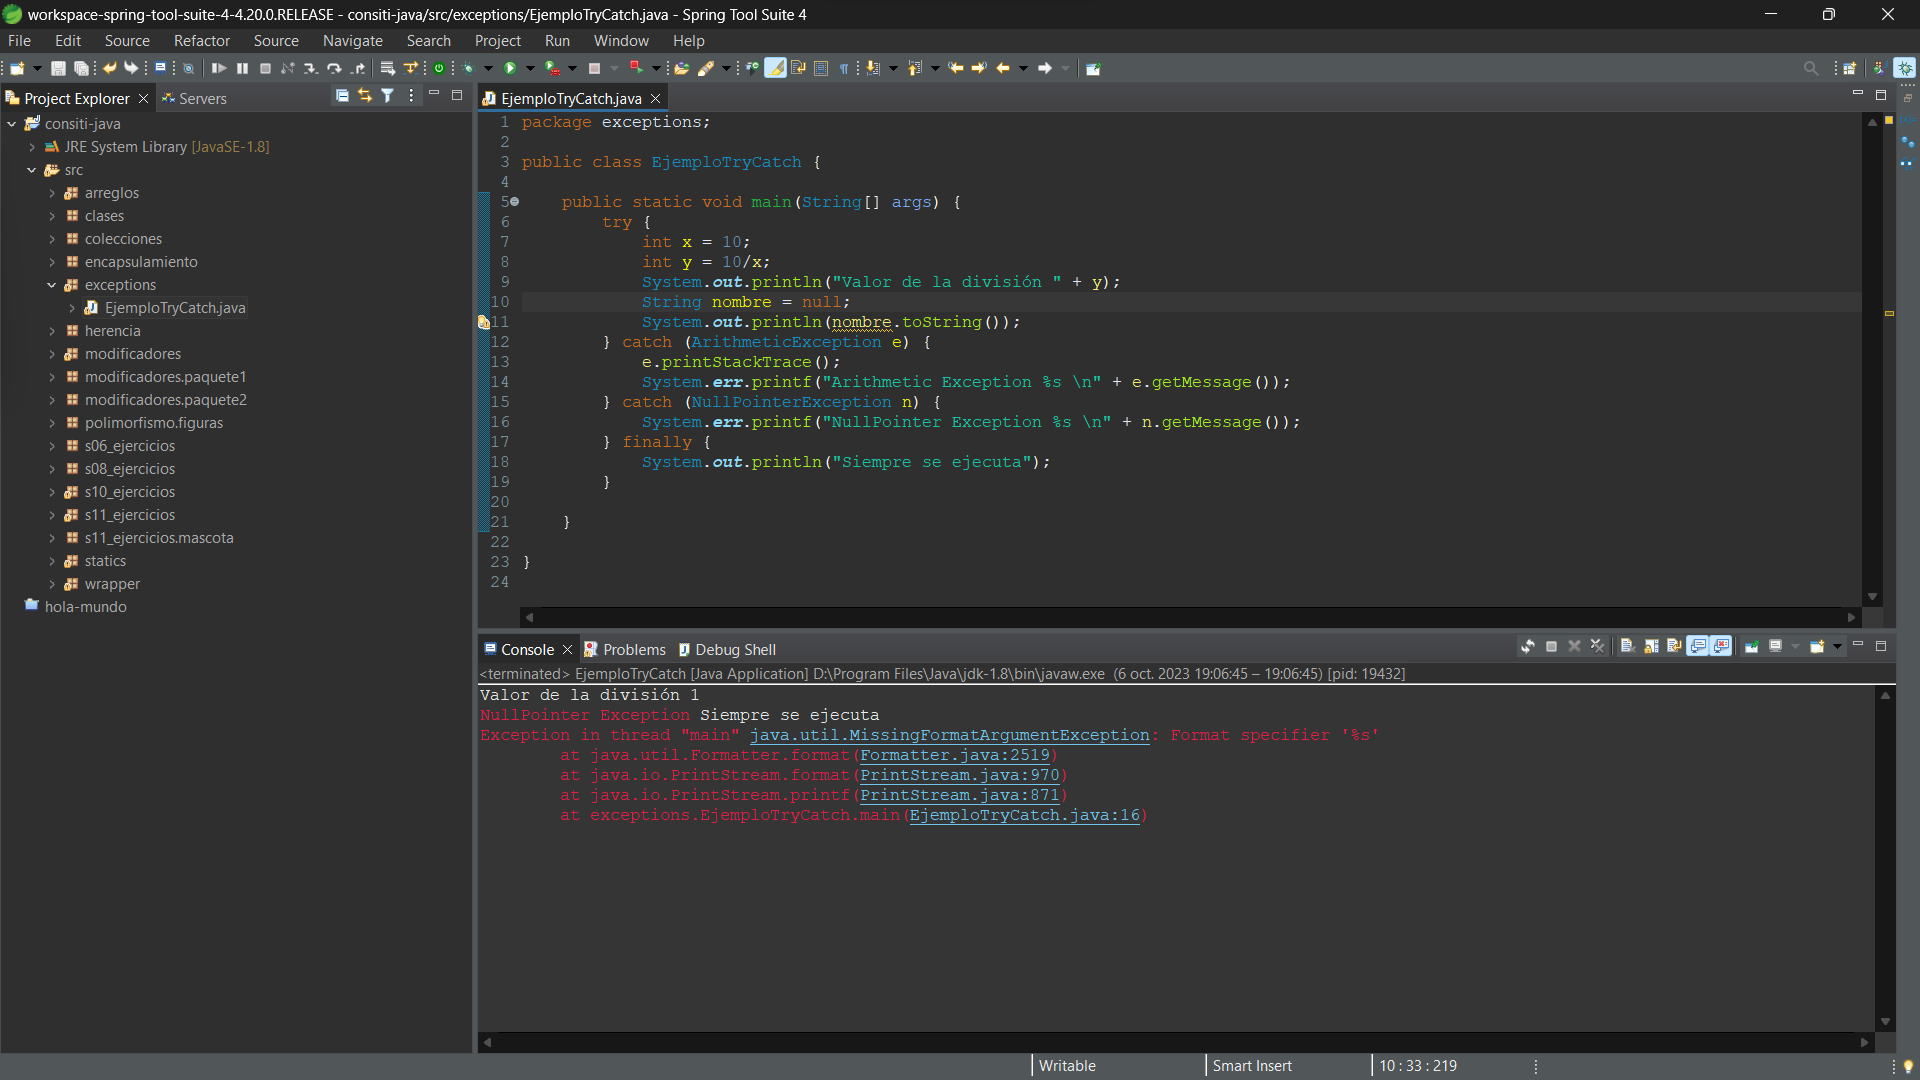 workspace-spring-tool-suite-4-4.20.0.RELEASE - consiti-java/src/exceptions/EjemploTryCatch.java - Spring Tool Suite 4
File Edit Source Refactor Source Navigate Search Project Run Window Help
Project Explorer
Servers
consiti-java
JRE System Library [JavaSE-1.8]
src
arreglos
clases
colecciones
encapsulamiento
exceptions
EjemploTryCatch.java
herencia
modificadores
modificadores.paquete1
modificadores.paquete2
polimorfismo.figuras
s06_ejercicios
s08_ejercicios
s10_ejercicios
s11_ejercicios
s11_ejercicios.mascota
statics
wrapper
hola-mundo
EjemploTryCatch.java
1 package exceptions;
2
3 public class EjemploTryCatch {
4
5 public static void main(String[] args) {
6 try {
7 int x = 10;
8 int y = 10/x;
9 System.out.println("Valor de la división " + y);
10 String nombre = null;
11 System.out.println(nombre.toString());
12 } catch (ArithmeticException e) {
13 e.printStackTrace();
14 System.err.printf("Arithmetic Exception %s \n" + e.getMessage());
15 } catch (NullPointerException n) {
16 System.err.printf("NullPointer Exception %s \n" + n.getMessage());
17 } finally {
18 System.out.println("Siempre se ejecuta");
19 }
20
21 }
22
23 }
24
Console Problems Debug Shell
<terminated> EjemploTryCatch [Java Application] D:\Program Files\Java\jdk-1.8\bin\javaw.exe (6 oct. 2023 19:06:45 – 19:06:45) [pid: 19432]
Valor de la división 1
NullPointer Exception Siempre se ejecuta
Exception in thread "main" java.util.MissingFormatArgumentException: Format specifier '%s'
at java.util.Formatter.format(Formatter.java:2519)
at java.io.PrintStream.format(PrintStream.java:970)
at java.io.PrintStream.printf(PrintStream.java:871)
at exceptions.EjemploTryCatch.main(EjemploTryCatch.java:16)
Writable Smart Insert 10 : 33 : 219